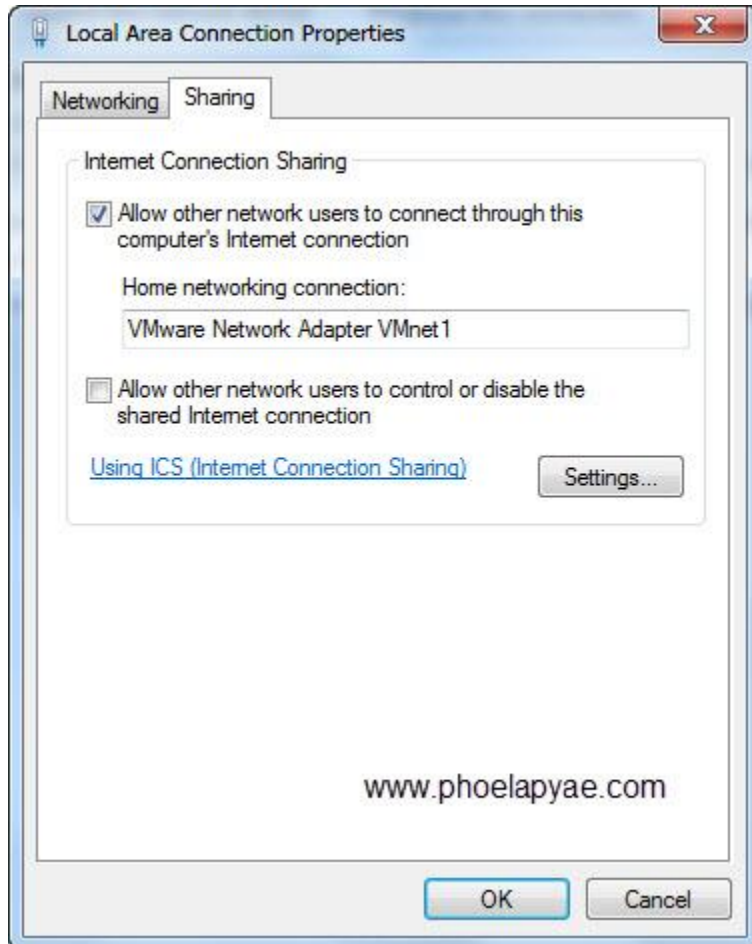 Local Area Connection Properties
Networking
Sharing
Internet Connection Sharing
Allow other network users to connect through this
computer's Internet connection
Home networking connection:
VMware Network Adapter VMnet1
Allow other network users to control or disable the
shared Internet connection
Using ICS (Internet Connection Sharing)
Settings...
www.phoelapyae.com
OK
Cancel